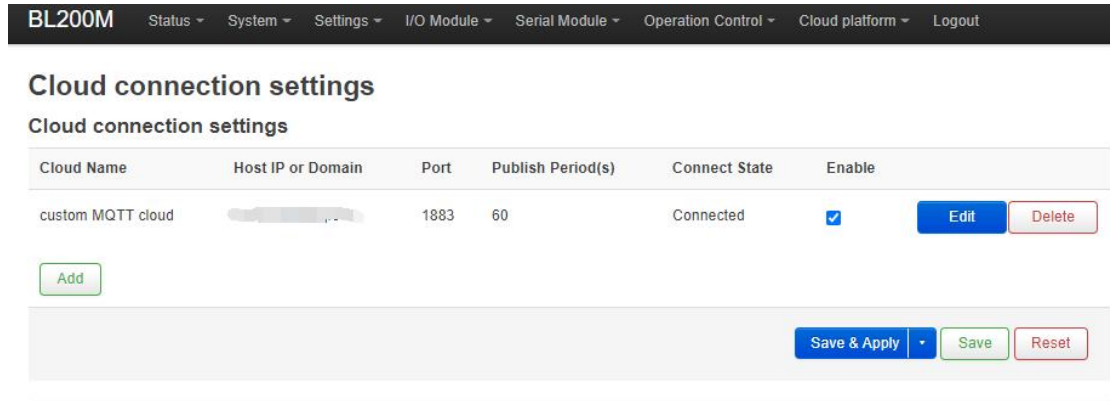 BL200M Status System Settings I/O Module Serial Module Operation Control Cloud platform Logout
Cloud connection settings
Cloud connection settings
Cloud Name Host IP or Domain Port Publish Period(s) Connect State Enable
custom MQTT cloud 1883 60 Connected Edit Delete
Add
Save & Apply Save Reset